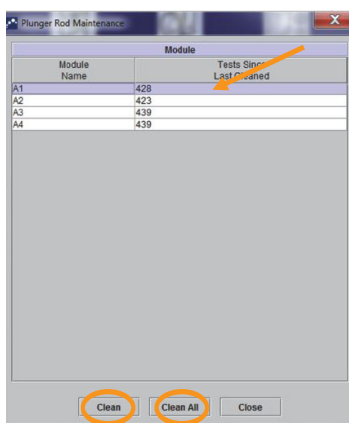 Plunger Rod Maintenance X
Module
Module Tests Since
Name Last Cleaned
A1 428
A2 423
A3 439
A4 439
Clean Clean All Close